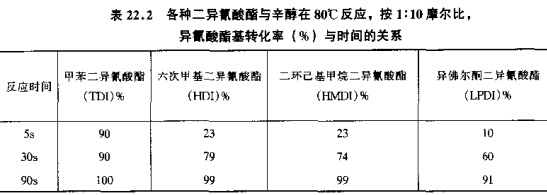 表 22.2 各种二异氰酸酯与辛醇在 80℃反应，按 1∶10 摩尔比，
异氰酸酯基转化率（%）与时间的关系
反应时间 甲苯二异氰酸酯 (TDI)% 六次甲基二异氰酸酯 (HDI)% 二环己基甲烷二异氰酸酯 (HMDI)% 异佛尔酮二异氰酸酯 (LPDI)%
5s 90 23 23 10
30s 90 79 74 60
90s 100 99 99 91